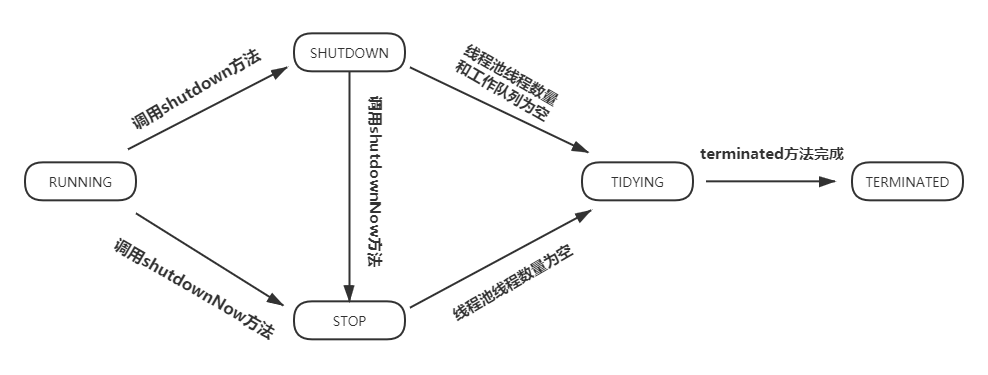 SHUTDOWN
调用shutdown方法
线程池线程数量
和工作队列为空
调用shutdownNow方法
RUNNING
TIDYING
terminated方法完成
TERMINATED
调用shutdownNow方法
线程池线程数量为空
STOP